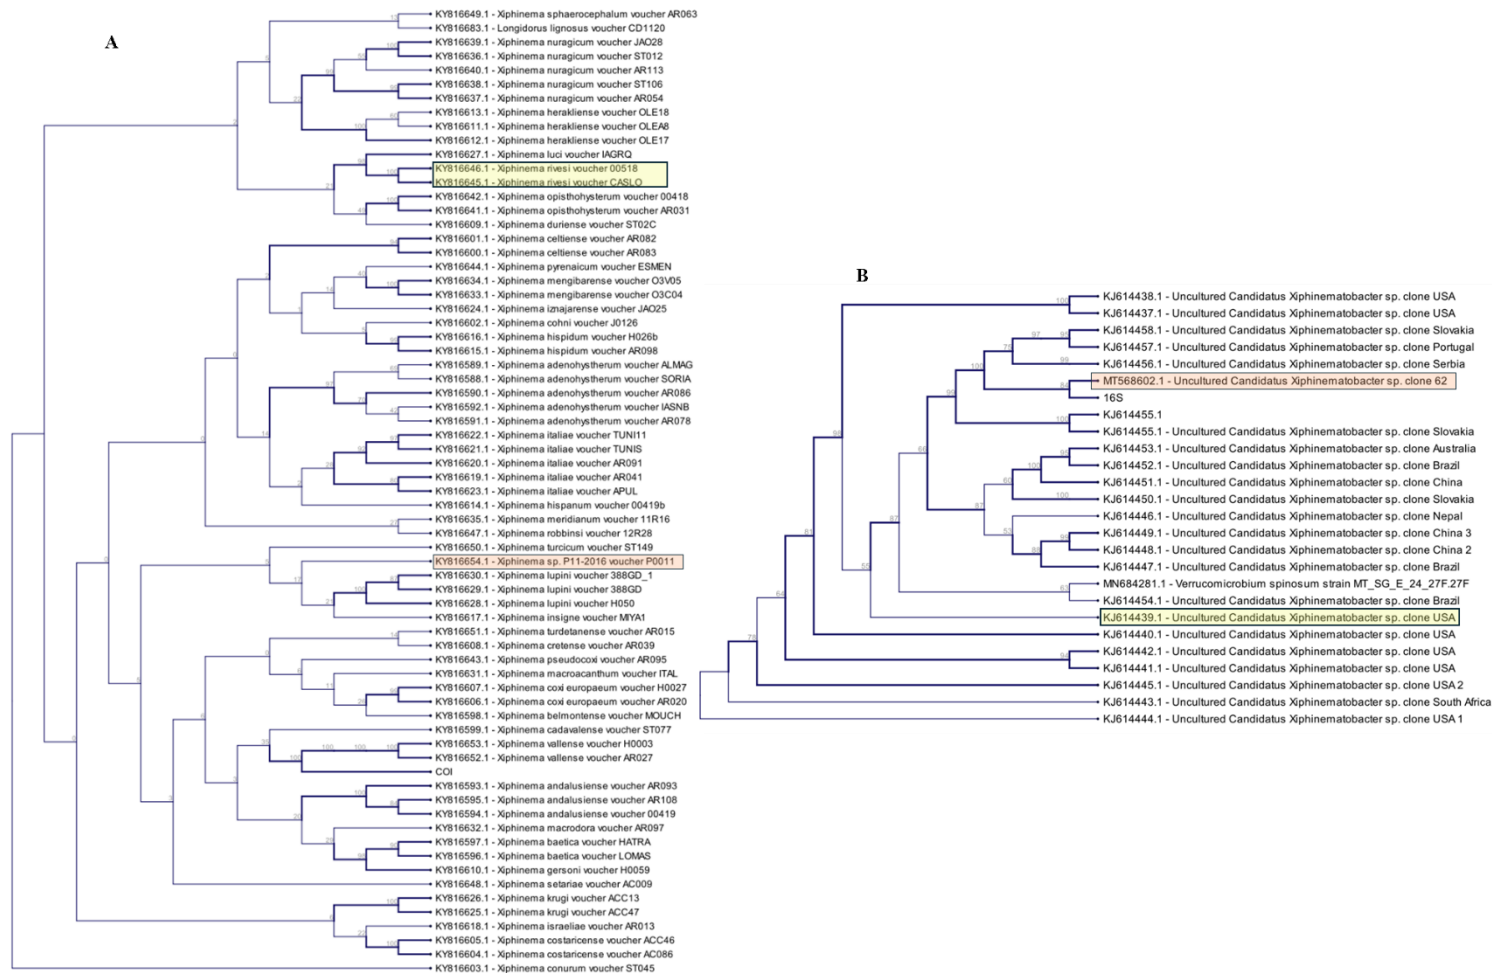 A
KY816649.1 - Xiphinema sphaerocephalum voucher AR063
KY816683.1 - Longidorus lignosus voucher CD1120
KY816639.1 - Xiphinema nuragicum voucher JAO28
KY816636.1 - Xiphinema nuragicum voucher ST012
KY816640.1 - Xiphinema nuragicum voucher AR113
KY816638.1 - Xiphinema nuragicum voucher ST106
KY816637.1 - Xiphinema nuragicum voucher AR054
KY816613.1 - Xiphinema herakliense voucher OLE18
KY816611.1 - Xiphinema herakliense voucher OLEA8
KY816612.1 - Xiphinema herakliense voucher OLE17
KY816627.1 - Xiphinema luci voucher IAGRQ
KY816646.1 - Xiphinema rivesi voucher 00518
KY816645.1 - Xiphinema rivesi voucher CASLO
KY816642.1 - Xiphinema opisthohysterum voucher 00418
KY816641.1 - Xiphinema opisthohysterum voucher AR031
KY816609.1 - Xiphinema duriense voucher ST02C
KY816601.1 - Xiphinema celtiense voucher AR082
KY816600.1 - Xiphinema celtiense voucher AR083
KY816644.1 - Xiphinema pyrenaicum voucher ESMEN
KY816634.1 - Xiphinema mengibarense voucher O3V05
KY816633.1 - Xiphinema mengibarense voucher O3C04
KY816624.1 - Xiphinema iznajarense voucher JAO25
KY816602.1 - Xiphinema cohni voucher J0126
KY816616.1 - Xiphinema hispidum voucher H026b
KY816615.1 - Xiphinema hispidum voucher AR098
KY816589.1 - Xiphinema adenohystherum voucher ALMAG
KY816588.1 - Xiphinema adenohystherum voucher SORIA
KY816590.1 - Xiphinema adenohystherum voucher AR086
KY816592.1 - Xiphinema adenohystherum voucher IASNB
KY816591.1 - Xiphinema adenohystherum voucher AR078
KY816622.1 - Xiphinema italiae voucher TUNI11
KY816621.1 - Xiphinema italiae voucher TUNIS
KY816620.1 - Xiphinema italiae voucher AR091
KY816619.1 - Xiphinema italiae voucher AR041
KY816623.1 - Xiphinema italiae voucher APUL
KY816614.1 - Xiphinema hispanum voucher 00419b
KY816635.1 - Xiphinema meridianum voucher 11R16
KY816647.1 - Xiphinema robbinsi voucher 12R28
KY816650.1 - Xiphinema turcicum voucher ST149
KY816654.1 - Xiphinema sp. P11-2016 voucher P0011
KY816630.1 - Xiphinema lupini voucher 388GD_1
KY816629.1 - Xiphinema lupini voucher 388GD
KY816628.1 - Xiphinema lupini voucher H050
KY816617.1 - Xiphinema insigne voucher MIYA1
KY816651.1 - Xiphinema turdetanense voucher AR015
KY816608.1 - Xiphinema cretense voucher AR039
KY816643.1 - Xiphinema pseudocoxi voucher AR095
KY816631.1 - Xiphinema macroacanthum voucher ITAL
KY816607.1 - Xiphinema coxi europaeum voucher H0027
KY816606.1 - Xiphinema coxi europaeum voucher AR020
KY816598.1 - Xiphinema belmontense voucher MOUCH
KY816599.1 - Xiphinema cadavalense voucher ST077
KY816653.1 - Xiphinema vallense voucher H0003
KY816652.1 - Xiphinema vallense voucher AR027
COI
KY816593.1 - Xiphinema andalusiense voucher AR093
KY816595.1 - Xiphinema andalusiense voucher AR108
KY816594.1 - Xiphinema andalusiense voucher 00419
KY816632.1 - Xiphinema macrodora voucher AR097
KY816597.1 - Xiphinema baetica voucher HATRA
KY816596.1 - Xiphinema baetica voucher LOMAS
KY816610.1 - Xiphinema gersoni voucher H0059
KY816648.1 - Xiphinema setariae voucher AC009
KY816626.1 - Xiphinema krugi voucher ACC13
KY816625.1 - Xiphinema krugi voucher ACC47
KY816618.1 - Xiphinema israeliae voucher AR013
KY816605.1 - Xiphinema costaricense voucher ACC46
KY816604.1 - Xiphinema costaricense voucher AC086
KY816603.1 - Xiphinema conurum voucher ST045
B
KJ614438.1 - Uncultured Candidatus Xiphinematobacter sp. clone USA
KJ614437.1 - Uncultured Candidatus Xiphinematobacter sp. clone USA
KJ614458.1 - Uncultured Candidatus Xiphinematobacter sp. clone Slovakia
KJ614457.1 - Uncultured Candidatus Xiphinematobacter sp. clone Portugal
KJ614456.1 - Uncultured Candidatus Xiphinematobacter sp. clone Serbia
MT568602.1 - Uncultured Candidatus Xiphinematobacter sp. clone 62
16S
KJ614455.1
KJ614455.1 - Uncultured Candidatus Xiphinematobacter sp. clone Slovakia
KJ614453.1 - Uncultured Candidatus Xiphinematobacter sp. clone Australia
KJ614452.1 - Uncultured Candidatus Xiphinematobacter sp. clone Brazil
KJ614451.1 - Uncultured Candidatus Xiphinematobacter sp. clone China
KJ614450.1 - Uncultured Candidatus Xiphinematobacter sp. clone Slovakia
KJ614446.1 - Uncultured Candidatus Xiphinematobacter sp. clone Nepal
KJ614449.1 - Uncultured Candidatus Xiphinematobacter sp. clone China 3
KJ614448.1 - Uncultured Candidatus Xiphinematobacter sp. clone China 2
KJ614447.1 - Uncultured Candidatus Xiphinematobacter sp. clone Brazil
MN684281.1 - Verrucomicrobium spinosum strain MT_SG_E_24_27F.27F
KJ614454.1 - Uncultured Candidatus Xiphinematobacter sp. clone Brazil
KJ614439.1 - Uncultured Candidatus Xiphinematobacter sp. clone USA
KJ614440.1 - Uncultured Candidatus Xiphinematobacter sp. clone USA
KJ614442.1 - Uncultured Candidatus Xiphinematobacter sp. clone USA
KJ614441.1 - Uncultured Candidatus Xiphinematobacter sp. clone USA
KJ614445.1 - Uncultured Candidatus Xiphinematobacter sp. clone USA 2
KJ614443.1 - Uncultured Candidatus Xiphinematobacter sp. clone South Africa
KJ614444.1 - Uncultured Candidatus Xiphinematobacter sp. clone USA 1